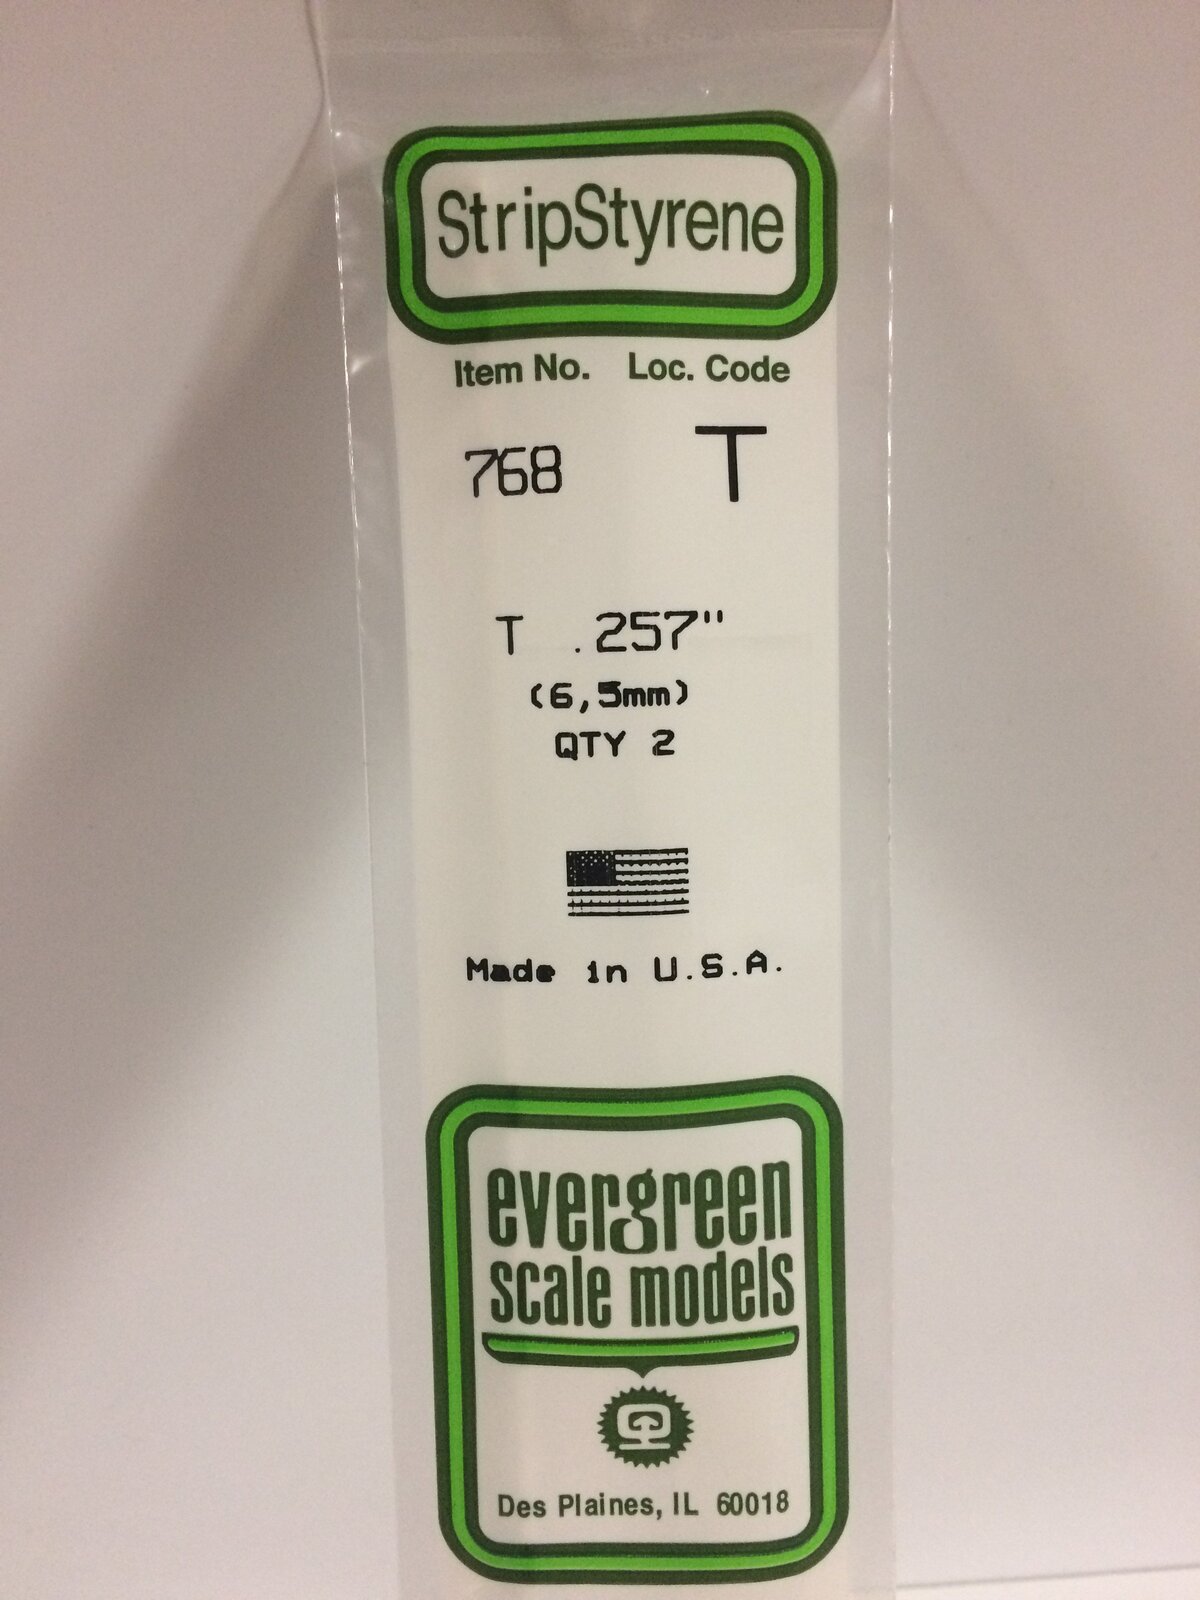 StripStyrene
Item No. Loc. Code
768 T
T .257"
(6,5mm)
QTY 2
Made in U.S.A.
evergreen
scale models
Des Plaines, IL 60018